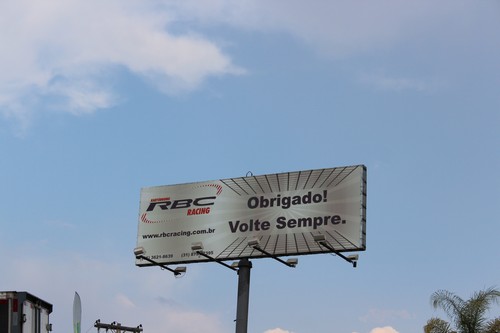 RBC
RACING
www.rbcracing.com.br
Obrigado!
Volte Sempre.